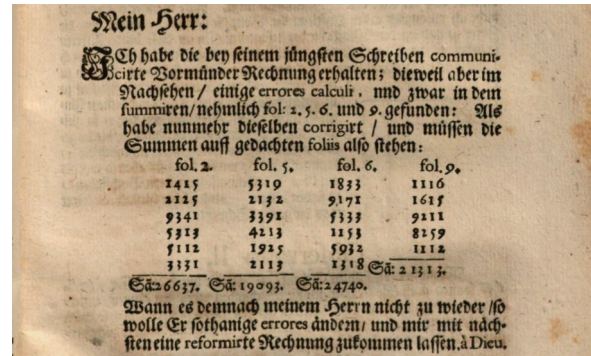 Mein Herr:
ICh habe die bey seinem jüngsten Schreiben communi-
cirte Vormünder Rechnung erhalten; dieweil aber im
Nachsehen / einige errores calculi, nnd zwar in dem
summiren/ nehmlich fol: 2. 5. 6. und 9. gefunden: Als
habe nunmehr dieselben corrigirt / und müssen die
Summen auff gedachten foliis also stehen:
fol. 2. fol. 5. fol. 6. fol. 9.
1415 5319 1833 1116
2125 2132 9171 1615
9341 3391 5333 9211
5313 4213 1153 8259
5112 1925 5932 1112
3331 2113 1318 Sã: 21313.
Sã: 26637. Sã: 19093. Sã: 24740.
Wann es demnach meinem Herrn nicht zu wieder /so
wolle Er sothanige errores ändern/ und mir mit näch-
sten eine reformirte Rechnung zukommen lassen. à Dieu.